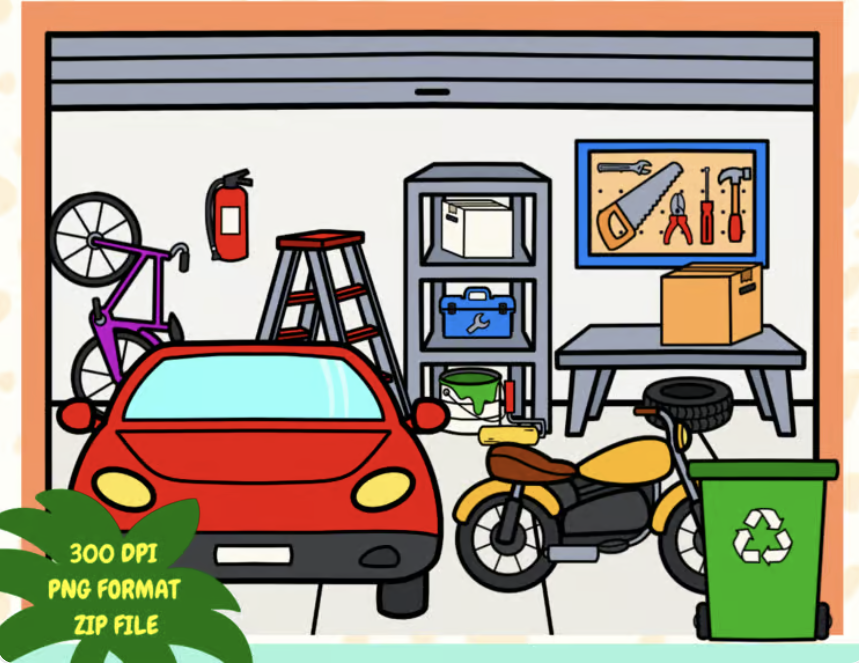 300 DPI
PNG FORMAT
ZIP FILE